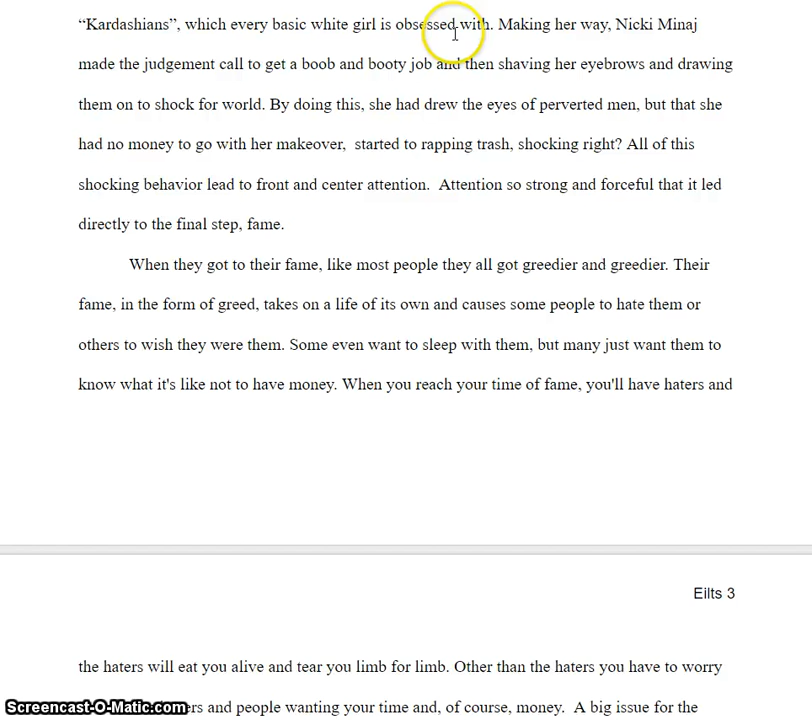 “Kardashians”, which every basic white girl is obsessed with. Making her way, Nicki Minaj
made the judgement call to get a boob and booty job and then shaving her eyebrows and drawing
them on to shock for world. By doing this, she had drew the eyes of perverted men, but that she
had no money to go with her makeover,  started to rapping trash, shocking right? All of this
shocking behavior lead to front and center attention.  Attention so strong and forceful that it led
directly to the final step, fame.
When they got to their fame, like most people they all got greedier and greedier. Their
fame, in the form of greed, takes on a life of its own and causes some people to hate them or
others to wish they were them. Some even want to sleep with them, but many just want them to
know what it's like not to have money. When you reach your time of fame, you'll have haters and
Eilts 3
the haters will eat you alive and tear you limb for limb. Other than the haters you have to worry
Screencast-O-Matic.com and people wanting your time and, of course, money.  A big issue for the